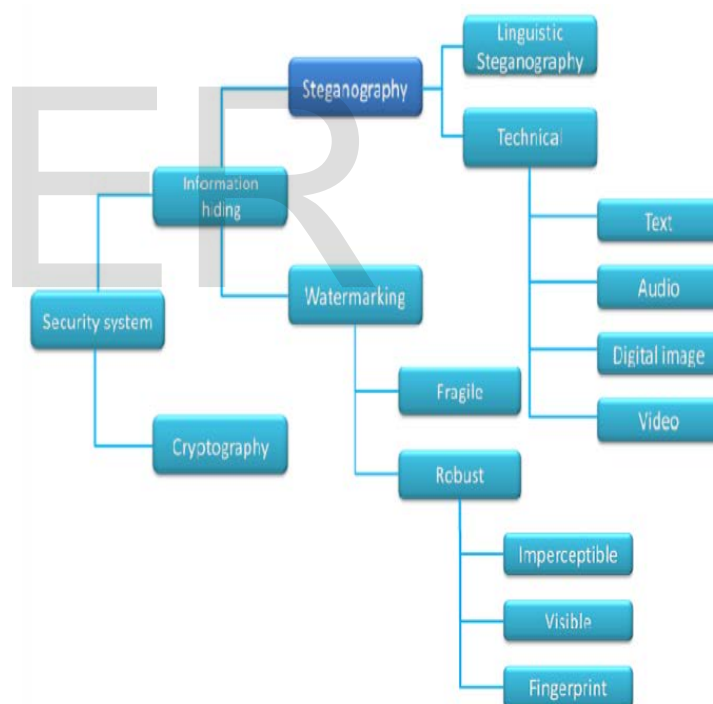 Linguistic
Steganography
Steganography
Technical
Information
hiding
Text
Audio
Watermarking
Security system
Digital image
Fragile
Video
Cryptography
Robust
Imperceptible
Visible
Fingerprint
ER